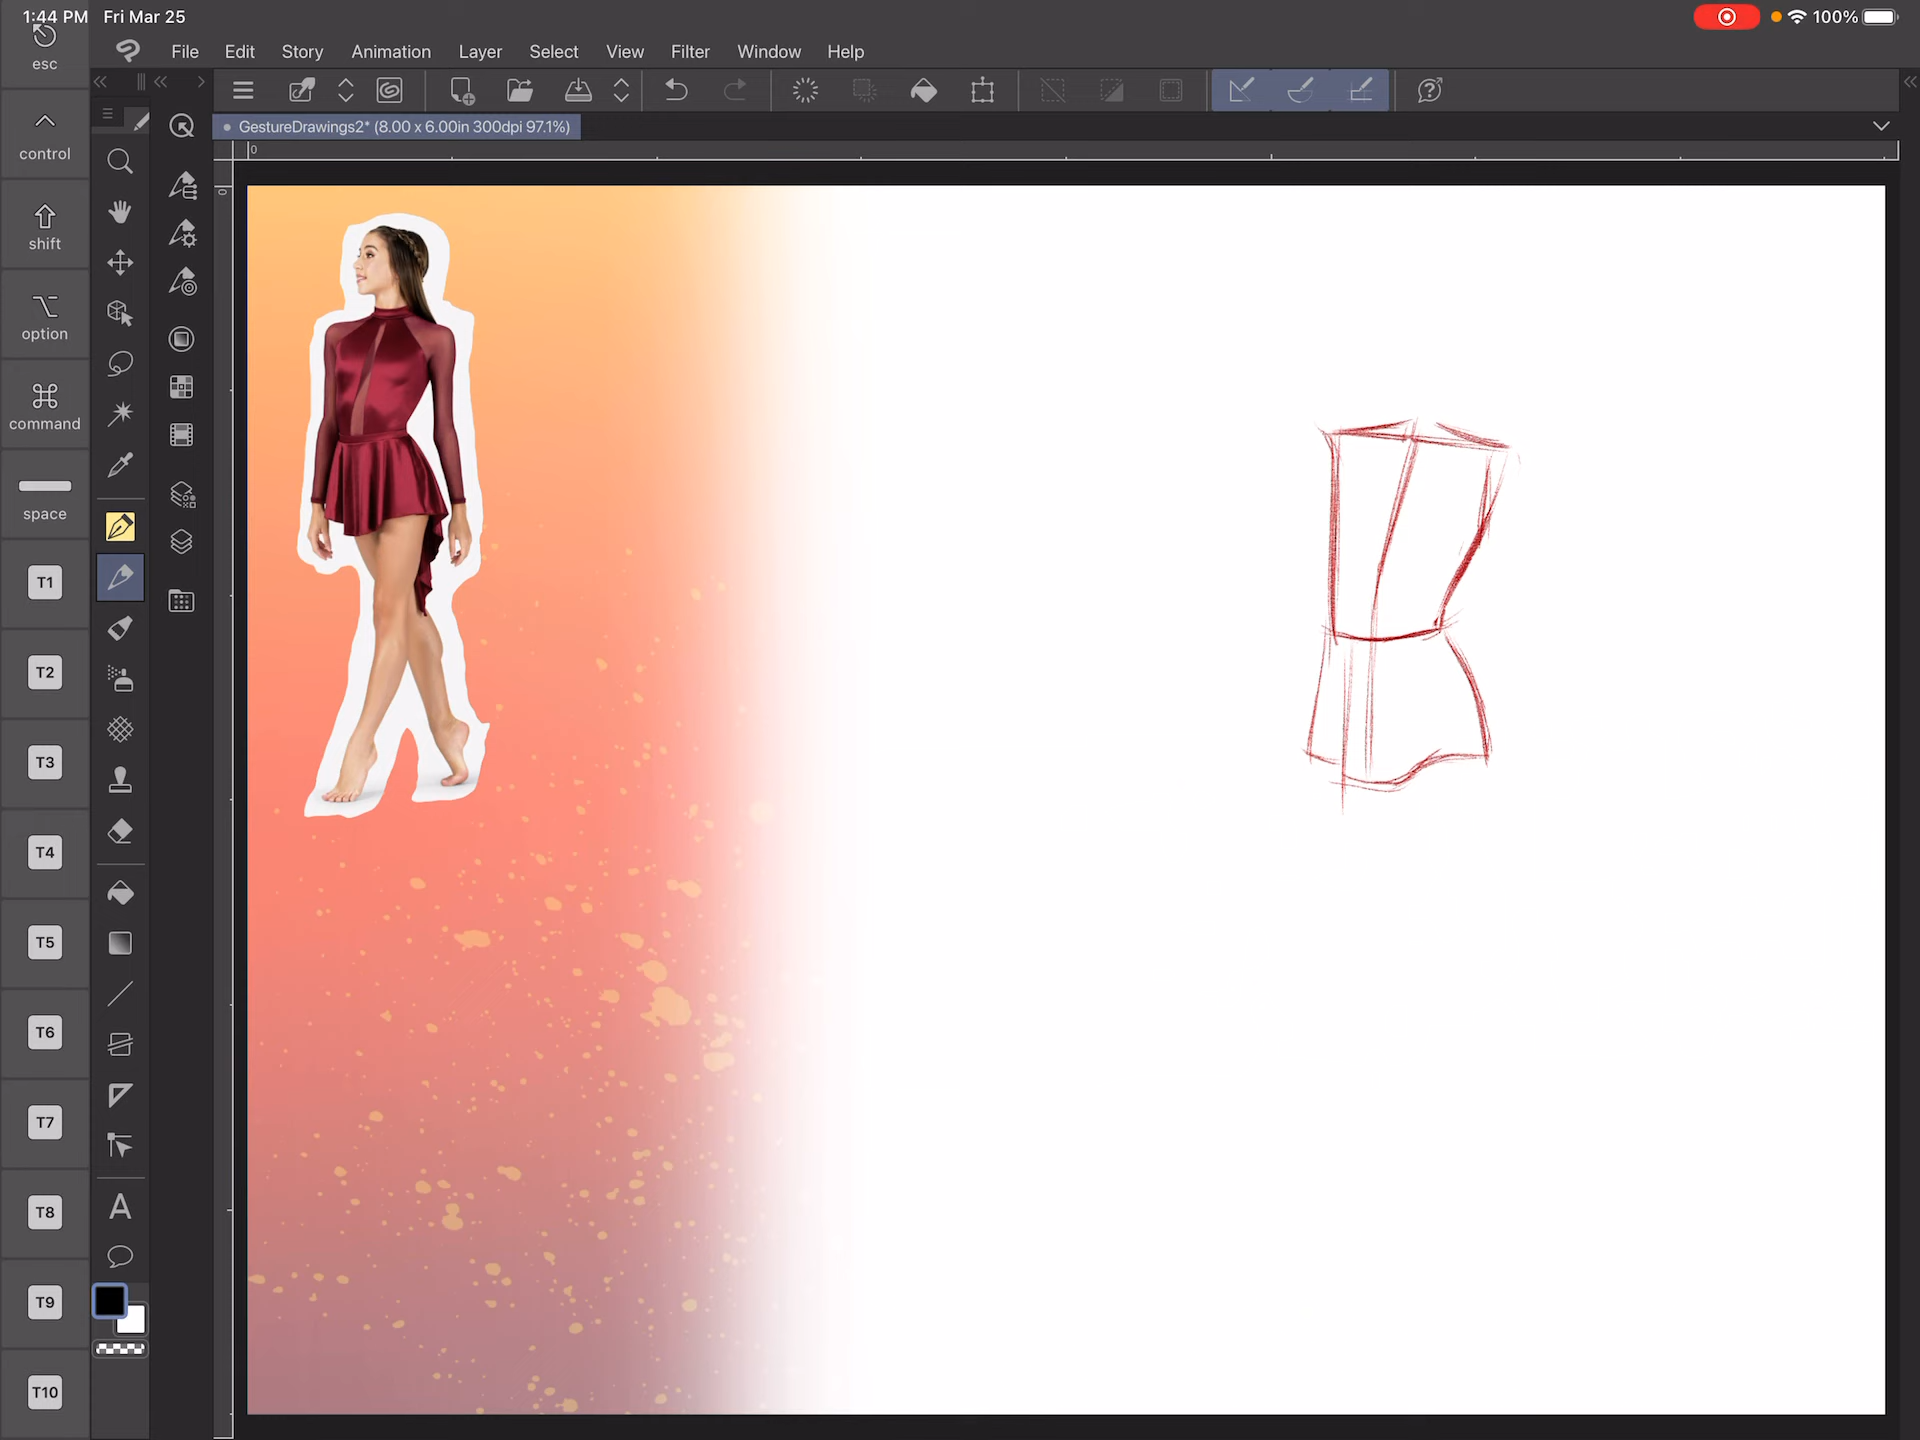 1:44 PM Fri Mar 25
100%
esc
File Edit Story Animation Layer Select View Filter Window Help
control
GestureDrawings2* (8.00 x 6.00in 300dpi 97.1%)
0
0
shift
option
command
space
T1
T2
T3
T4
T5
T6
T7
T8
A
T9
T10